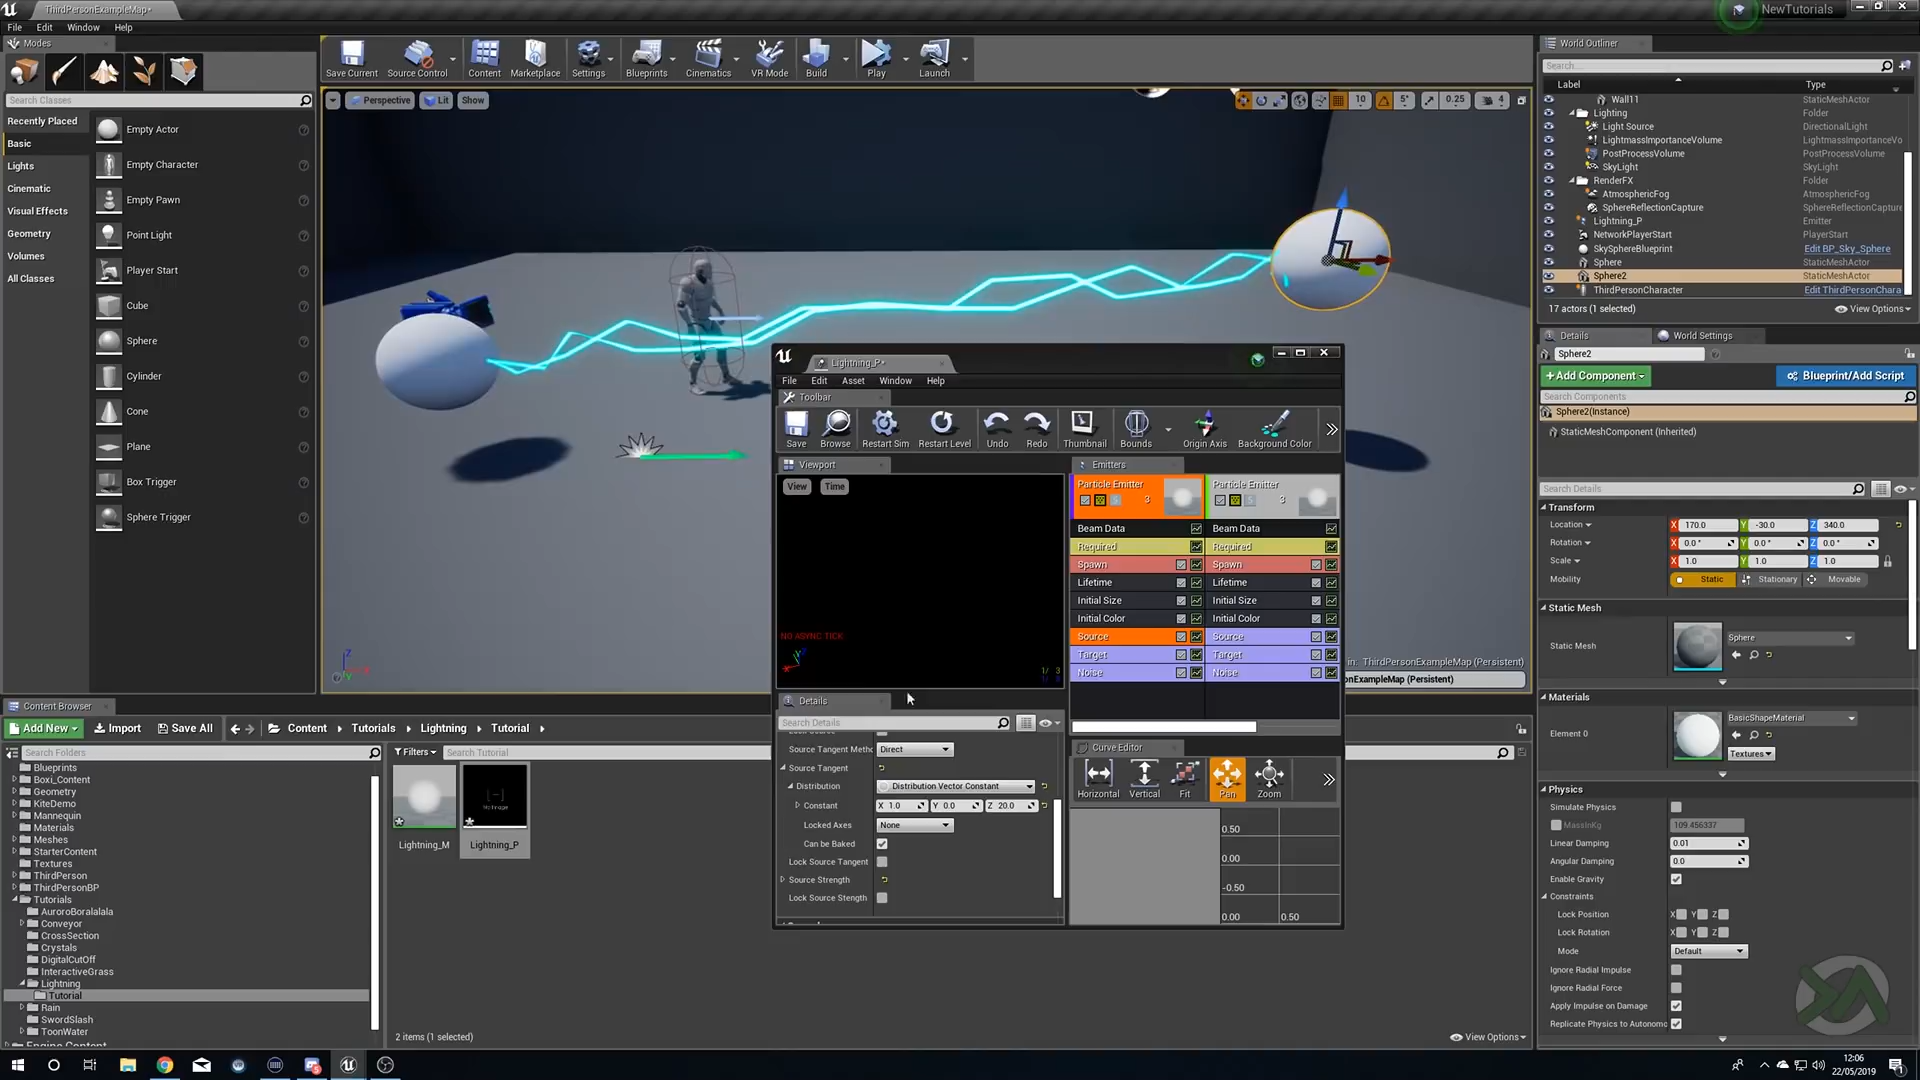 ThirdPersonExampleMap*
NewTutorials
File Edit Window Help
Modes
Search Classes
Recently Placed
Basic
Lights
Cinematic
Visual Effects
Geometry
Volumes
All Classes
Empty Actor
Empty Character
Empty Pawn
Point Light
Player Start
Cube
Sphere
Cylinder
Cone
Plane
Box Trigger
Sphere Trigger
Save Current Source Control Content Marketplace Settings Blueprints Cinematics VR Mode Build Play Launch
Perspective Lit Show
10 5° 0.25 4
in: ThirdPersonExampleMap (Persistent)
onExampleMap (Persistent)
World Outliner
Search...
Label Type
Wall11 StaticMeshActor
Lighting Folder
Light Source DirectionalLight
LightmassImportanceVolume LightmassImportanceVo
PostProcessVolume PostProcessVolume
SkyLight SkyLight
RenderFX Folder
AtmosphericFog AtmosphericFog
SphereReflectionCapture SphereReflectionCapture
Lightning_P Emitter
NetworkPlayerStart PlayerStart
SkySphereBlueprint Edit BP_Sky_Sphere
Sphere StaticMeshActor
Sphere2 StaticMeshActor
ThirdPersonCharacter Edit ThirdPersonChara
17 actors (1 selected) View Options
Details World Settings
Sphere2
+Add Component Blueprint/Add Script
Search Components
Sphere2(Instance)
StaticMeshComponent (Inherited)
Search Details
Transform
Location X 170.0 Y -30.0 Z 340.0
Rotation X 0.0° Y 0.0° Z 0.0°
Scale X 1.0 Y 1.0 Z 1.0
Mobility Static Stationary Movable
Static Mesh
Static Mesh Sphere
Materials
Element 0 BasicShapeMaterial
Textures
Physics
Simulate Physics
MassInKg 109.456337
Linear Damping 0.01
Angular Damping 0.0
Enable Gravity
Constraints
Lock Position X Y Z
Lock Rotation X Y Z
Mode Default
Ignore Radial Impulse
Ignore Radial Force
Apply Impulse on Damage
Replicate Physics to Autonomo
Lightning_P*
File Edit Asset Window Help
Toolbar
Save Browse Restart Sim Restart Level Undo Redo Thumbnail Bounds Origin Axis Background Color
Viewport
View Time
NO ASYNC TICK
Emitters
Particle Emitter 3 Particle Emitter 3
Beam Data Beam Data
Required Required
Spawn Spawn
Lifetime Lifetime
Initial Size Initial Size
Initial Color Initial Color
Source Source
Target Target
Noise Noise
Details
Search Details
Source Tangent Metho Direct
Source Tangent
Distribution Distribution Vector Constant
Constant X 1.0 Y 0.0 Z 20.0
Locked Axes None
Can be Baked
Lock Source Tangent
Source Strength
Lock Source Stength
Curve Editor
Horizontal Vertical Fit Pan Zoom
0.50
0.00
-0.50
0.00 0.50
Content Browser
Add New Import Save All Content Tutorials Lightning Tutorial
Search Folders
Filters Search Tutorial
Blueprints
Boxi_Content
Geometry
KiteDemo
Mannequin
Materials
Meshes
StarterContent
Textures
ThirdPerson
ThirdPersonBP
Tutorials
AuroroBoralalala
Conveyor
CrossSection
Crystals
DigitalCutOff
InteractiveGrass
Lightning
Tutorial
Rain
SwordSlash
ToonWater
Engine Content
Lightning_M Lightning_P
2 items (1 selected) View Options
12:06
22/05/2019